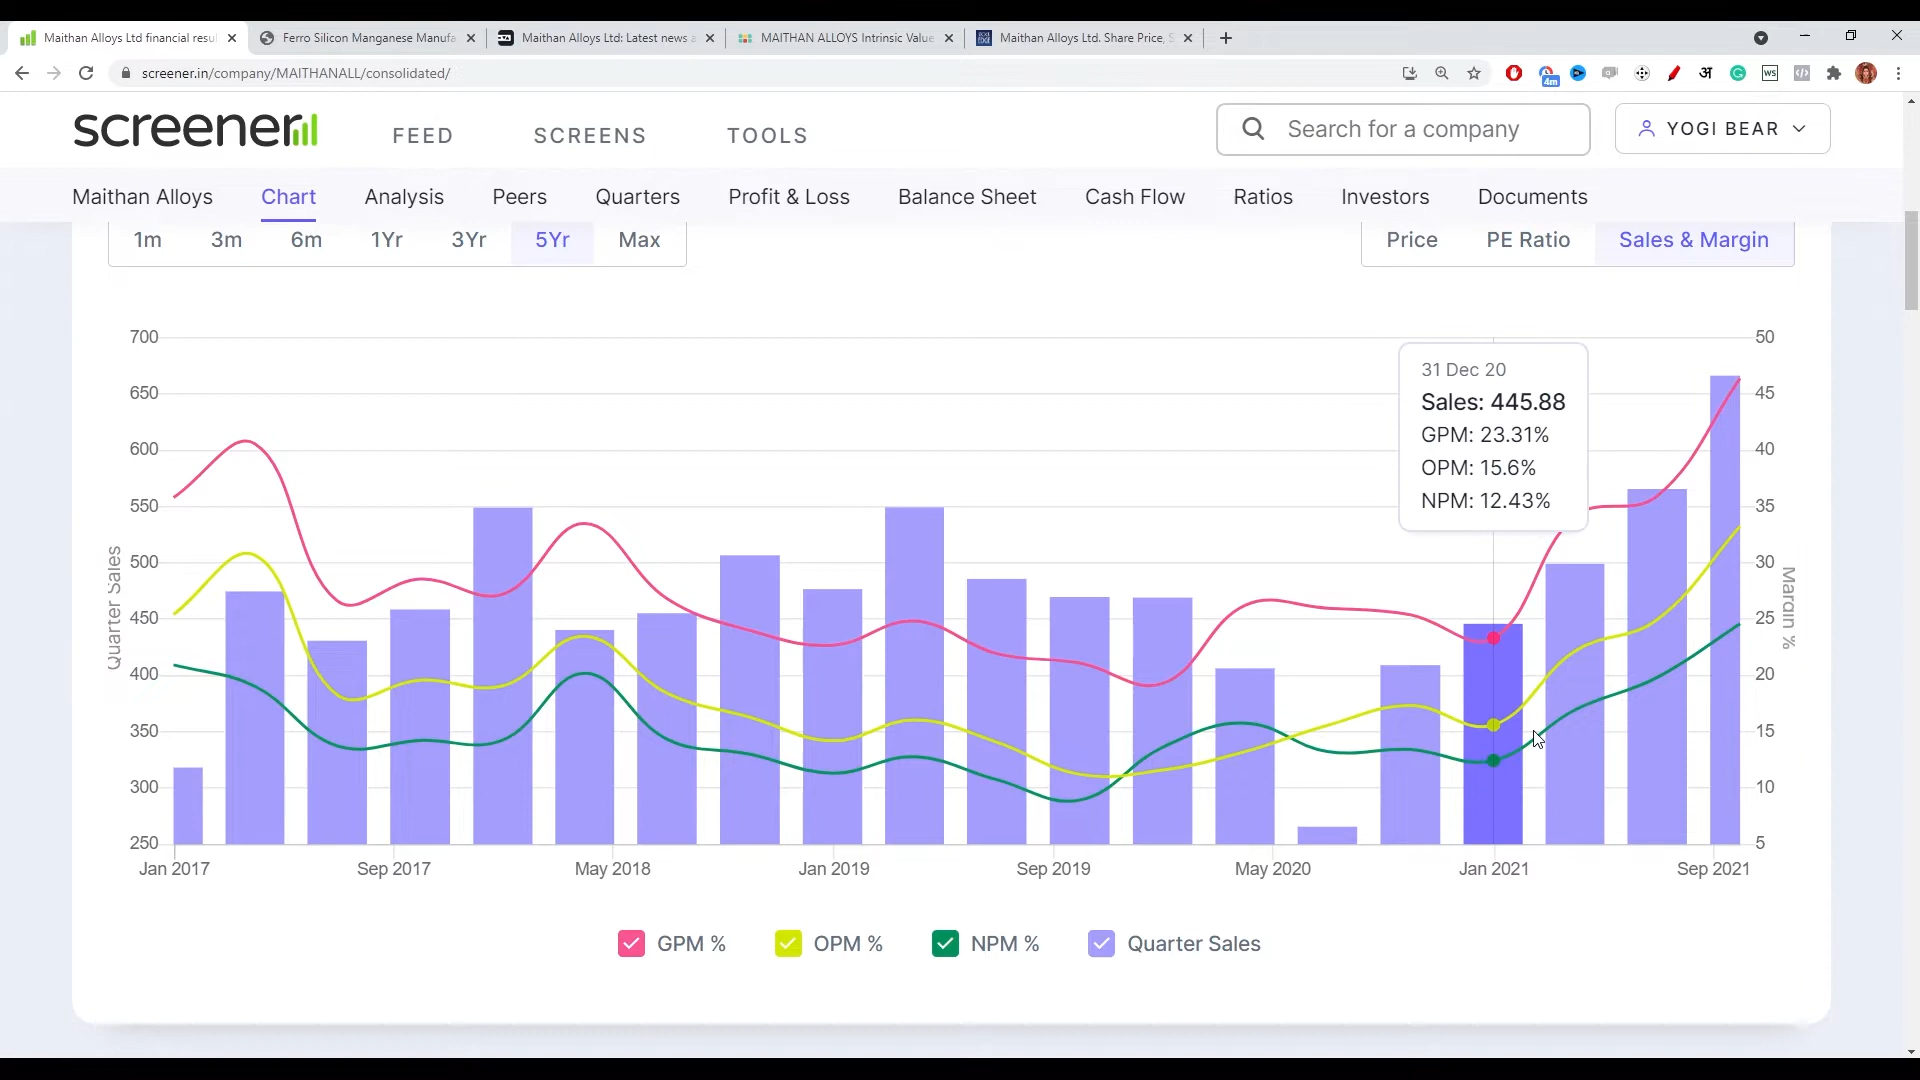 Maithan Alloys Ltd financial resu
Ferro Silicon Manganese Manufa
Maithan Alloys Ltd: Latest news a
MAITHAN ALLOYS Intrinsic Value
Maithan Alloys Ltd. Share Price, S
screener.in/company/MAITHANALL/consolidated/
4m
अ
WS
screener
FEED
SCREENS
TOOLS
Search for a company
YOGI BEAR
Maithan Alloys
Chart
Analysis
Peers
Quarters
Profit & Loss
Balance Sheet
Cash Flow
Ratios
Investors
Documents
1m
3m
6m
1Yr
3Yr
5Yr
Max
Price
PE Ratio
Sales & Margin
700
650
600
550
500
450
400
350
300
250
Quarter Sales
31 Dec 20
Sales: 445.88
GPM: 23.31%
OPM: 15.6%
NPM: 12.43%
50
45
40
35
30
25
20
15
10
5
Margin %
Jan 2017
Sep 2017
May 2018
Jan 2019
Sep 2019
May 2020
Jan 2021
Sep 2021
GPM %
OPM %
NPM %
Quarter Sales